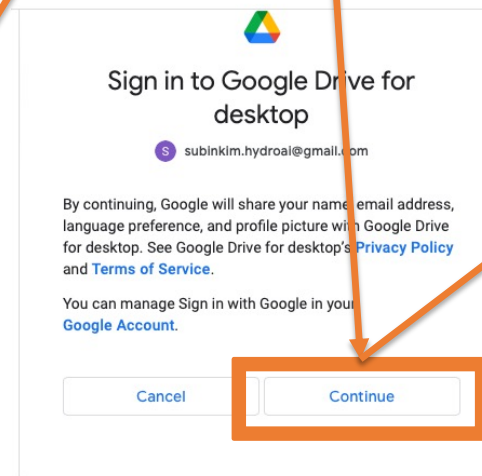 Sign in to Google Drive for
desktop
S subinkim.hydroai@gmail.com
By continuing, Google will share your name, email address,
language preference, and profile picture with Google Drive
for desktop. See Google Drive for desktop's Privacy Policy
and Terms of Service.
You can manage Sign in with Google in your
Google Account.
Cancel Continue